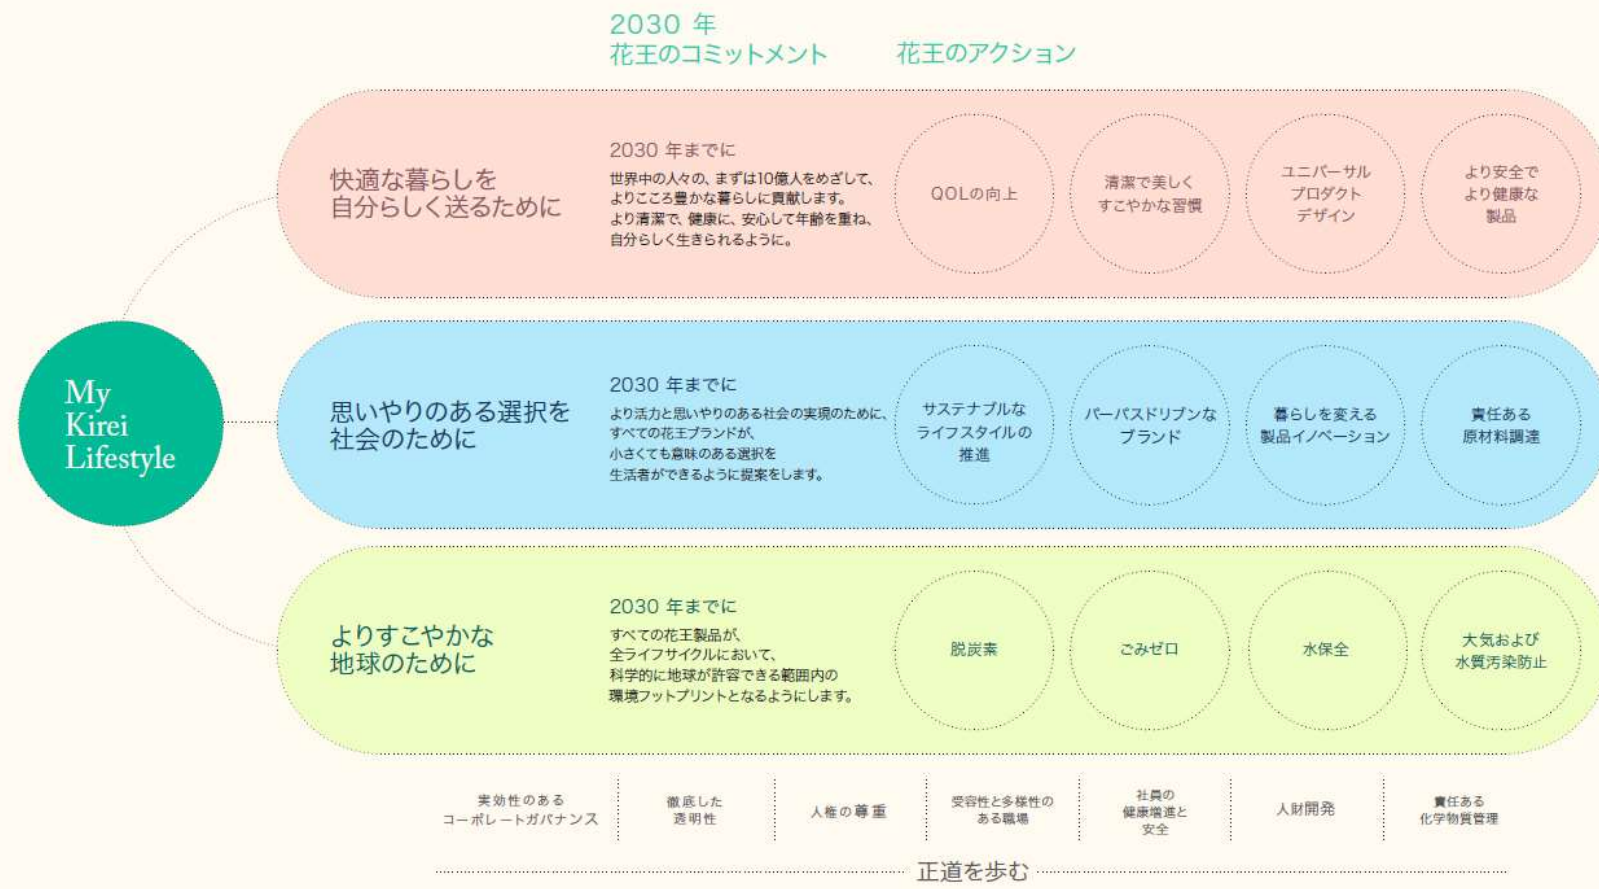 2030 年
花王のコミットメント
花王のアクション
快適な暮らしを
自分らしく送るために
2030 年までに
世界中の人々の、まずは10億人をめざして、
よりこころ豊かな暮らしに貢献します。
より清潔で、健康に、安心して年齢を重ね、
自分らしく生きられるように。
QOLの向上
清潔で美しく
すこやかな習慣
ユニバーサル
プロダクト
デザイン
より安全で
より健康な
製品
My
Kirei
Lifestyle
思いやりのある選択を
社会のために
2030 年までに
より活力と思いやりのある社会の実現のために、
すべての花王ブランドが、
小さくても意味のある選択を
生活者ができるように提案をします。
サステナブルな
ライフスタイルの
推進
パーパスドリブンな
ブランド
暮らしを変える
製品イノベーション
責任ある
原材料調達
よりすこやかな
地球のために
2030 年までに
すべての花王製品が、
全ライフサイクルにおいて、
科学的に地球が許容できる範囲内の
環境フットプリントとなるようにします。
脱炭素
ごみゼロ
水保全
大気および
水質汚染防止
実効性のある
コーポレートガバナンス
徹底した
透明性
人権の尊重
受容性と多様性の
ある職場
社員の
健康増進と
安全
人財開発
責任ある
化学物質管理
正道を歩む